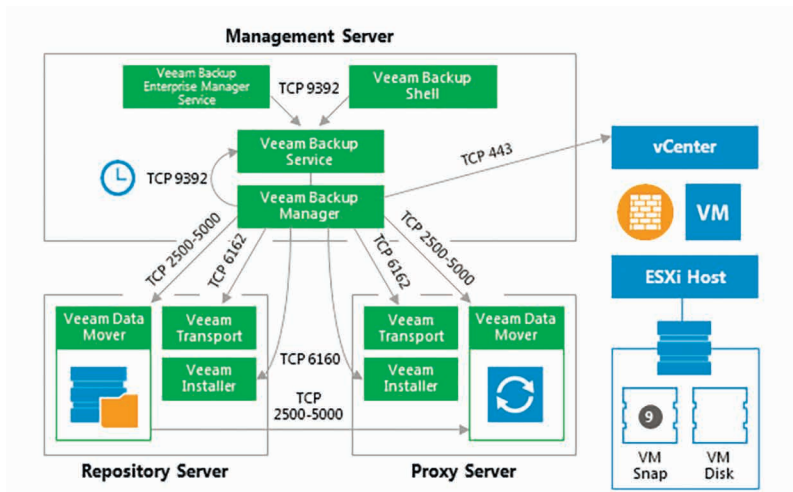 Management Server
Veeam Backup
Enterprise Manager
Service
TCP 9392
Veeam Backup
Shell
Veeam Backup
Service
TCP 443
vCenter
TCP 9392
Veeam Backup
Manager
VM
TCP 2500-5000
TCP 6162
TCP 6162
TCP 2500-5000
ESXi Host
Veeam Data
Mover
Veeam
Transport
Veeam
Installer
TCP 6160
Veeam
Transport
Veeam
Installer
Veeam Data
Mover
TCP
2500-5000
9
VM
Snap
VM
Disk
Repository Server
Proxy Server